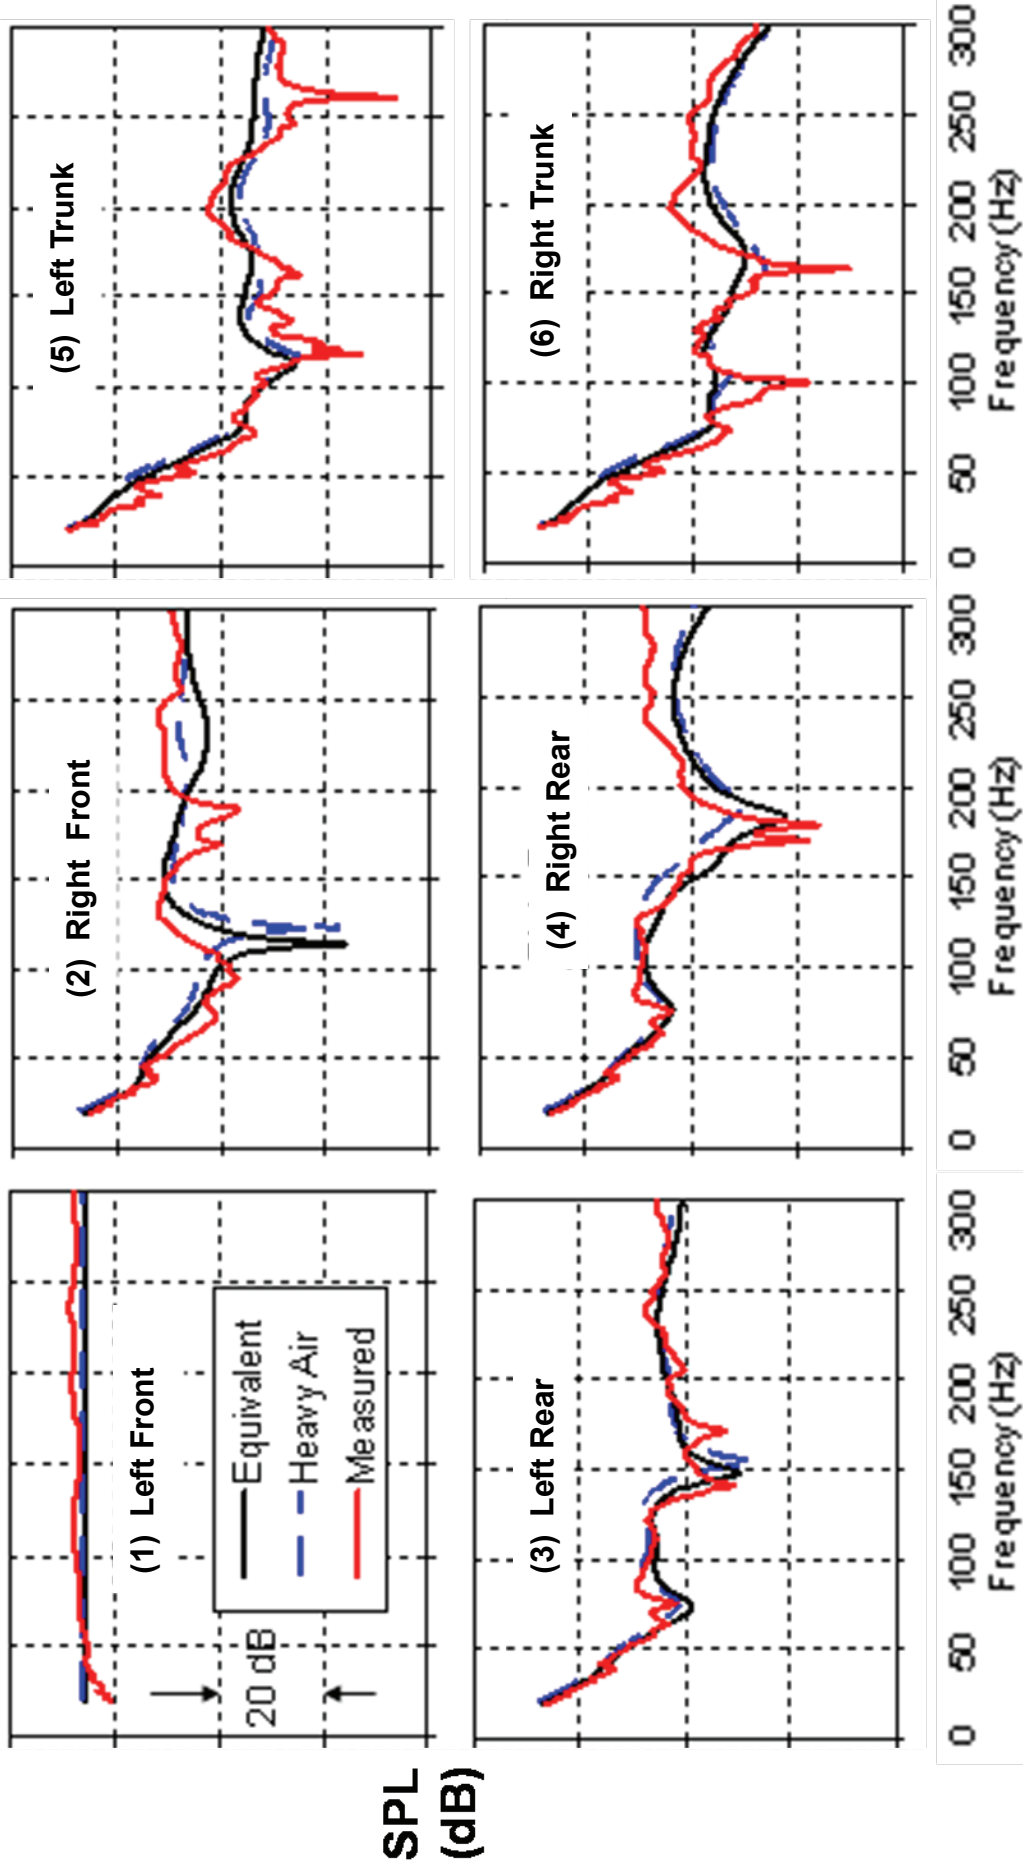 SPL
(dB)
(1) Left Front
20 dB
Equivalent
Heavy Air
Measured
(2) Right Front
(5) Left Trunk
(3) Left Rear
(4) Right Rear
(6) Right Trunk
0 50 100 150 200 250 300
Frequency (Hz)
0 50 100 150 200 250 300
Frequency (Hz)
0 50 100 150 200 250 300
Frequency (Hz)